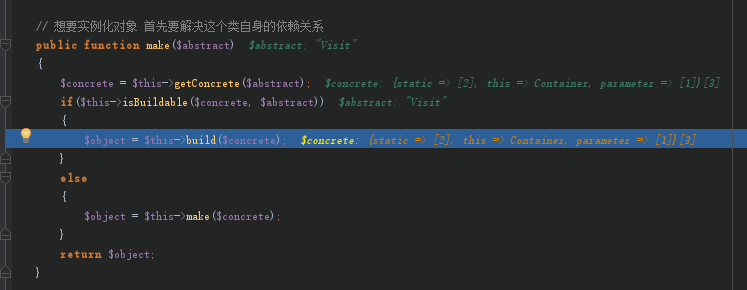 // 想要实例化对象 首先要解决这个类自身的依赖关系
public function make($abstract)  $abstract: "Visit"
{
    $concrete = $this->getConcrete($abstract);  $concrete: {static => [2], this => Container, parameter => [1]}[3]
    if($this->isBuildable($concrete, $abstract))  $abstract: "Visit"
    {
        $object = $this->build($concrete);  $concrete: {static => [2], this => Container, parameter => [1]}[3]
    }
    else
    {
        $object = $this->make($concrete);
    }
    return $object;
}